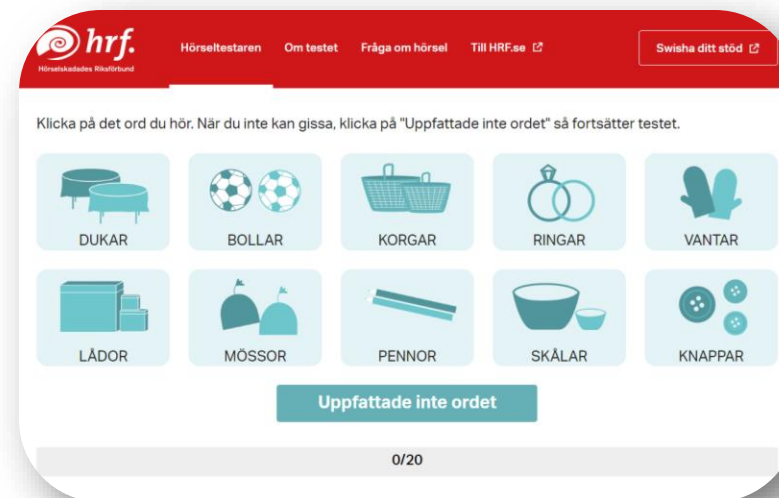 hrf.
Hörselskadades Riksförbund
Hörseltestaren Om testet Fråga om hörsel Till HRF.se Swisha ditt stöd
Klicka på det ord du hör. När du inte kan gissa, klicka på "Uppfattade inte ordet" så fortsätter testet.
DUKAR BOLLAR KORGAR RINGAR VANTAR
LÅDOR MÖSSOR PENNOR SKÅLAR KNAPPAR
Uppfattade inte ordet
0/20